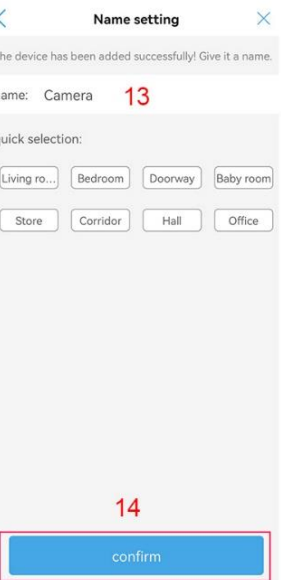 Name setting
he device has been added successfully! Give it a name.
ame: Camera 13
uick selection:
Living ro... Bedroom Doorway Baby room
Store Corridor Hall Office
14
confirm